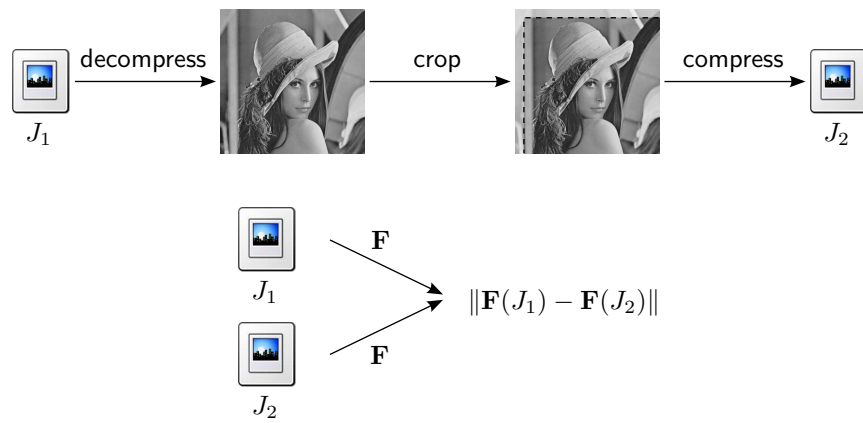 decompress crop compress
J₁ J₂
F
J₁ ‖F(J₁) − F(J₂)‖
F
J₂